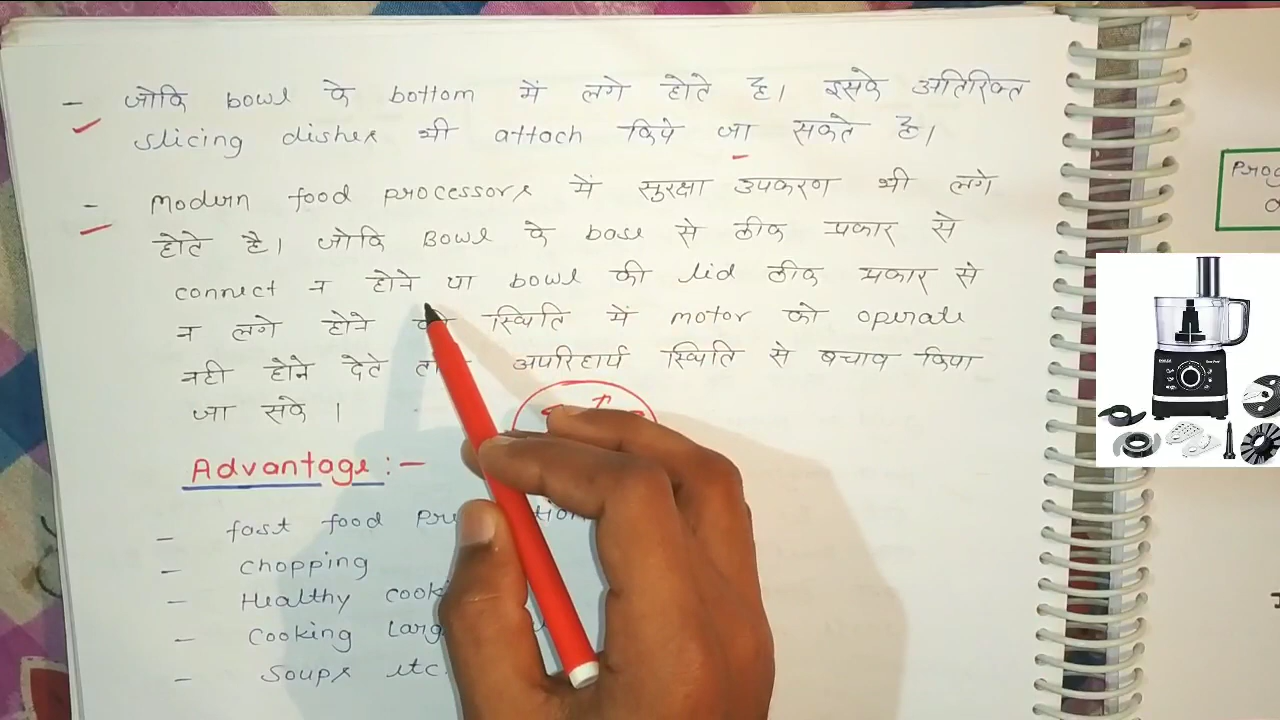 - जोकि bowl के bottom में लगे होते है। इसके अतिरिक्त
slicing dishes भी attach किये जा सकते है।
- Modern food processors में सुरक्षा उपकरण भी लगे
होते है। जोकि Bowl के base से ठीक प्रकार से
connect न होने या bowl की lid ठीक प्रकार से
न लगे होने की स्थिति में motor को operate
नही होने देते अपरिहार्य स्थिति से बचाव किया
जा सके ।
Advantage :-
- fast food
- Chopping
- Healthy
- Cooking
- Soups etc.